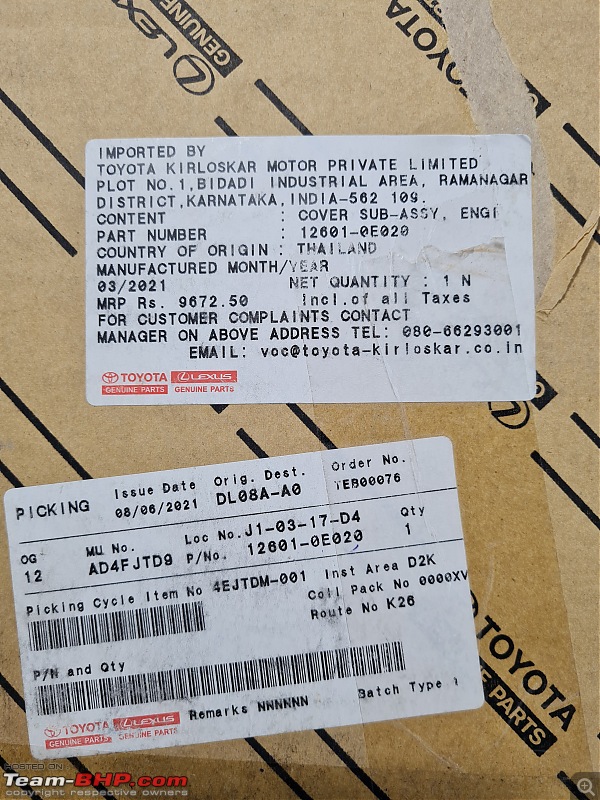 LEXUS
GENUINE
TOYOTA
IMPORTED BY
TOYOTA KIRLOSKAR MOTOR PRIVATE LIMITED
PLOT NO.1,BIDADI INDUSTRIAL AREA, RAMANAGAR
DISTRICT,KARNATAKA,INDIA-562 109.
CONTENT : COVER SUB-ASSY, ENGI
PART NUMBER : 12601-0E020
COUNTRY OF ORIGIN : THAILAND
MANUFACTURED MONTH/YEAR
03/2021 NET QUANTITY : 1 N
MRP Rs. 9672.50 Incl.of all Taxes
FOR CUSTOMER COMPLAINTS CONTACT
MANAGER ON ABOVE ADDRESS TEL: 080-66293001
EMAIL: voc@toyota-kirloskar.co.in
TOYOTA LEXUS
GENUINE PARTS GENUINE PARTS
PICKING Issue Date Orig. Dest. Order No.
08/06/2021 DL08A-A0 TEB00076
OG MU No. Loc No. J1-03-17-D4 Qty
12 AD4FJTD9 P/No. 12601-0E020 1
Picking Cycle Item No 4EJTDM-001 Inst Area D2K
Coll Pack No 0000XV
Route No K26
P/N and Qty
Remarks NNNNNN Batch Type 1
TOYOTA LEXUS
GENUINE PARTS GENUINE PARTS
TOYOTA
PARTS
HOSTED ON
Team-BHP.com
copyright respective owners